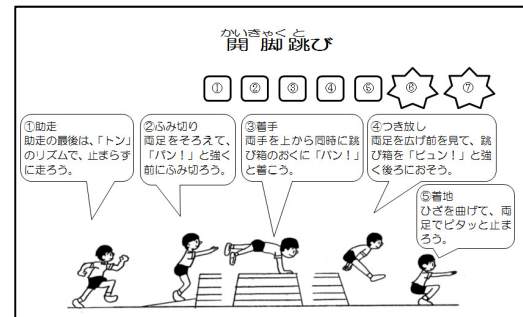 かいきゃくと
開脚跳び
① ② ③ ④ ⑤ ⑥ ⑦
①助走
助走の最後は、「トン」
のリズムで、止まらず
に走ろう。
②ふみ切り
両足をそろえて、
「パン！」と強く
前にふみ切ろう。
③着手
両手を上から同時に跳
び箱のおくに「バン！」
と着こう。
④つき放し
両足を広げ前を見て、跳
び箱を「ビュン！」と強
く後ろにおそう。
⑤着地
ひざを曲げて、両
足でピタッと止ま
ろう。